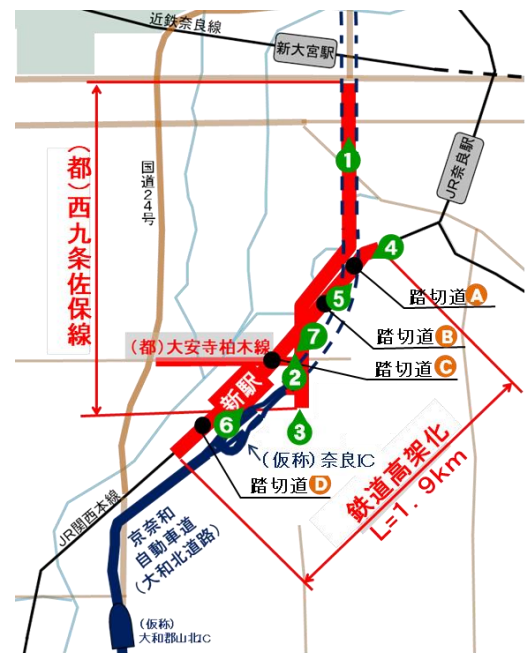 近鉄奈良線
新大宮駅
1
JR奈良駅
国道24号
(都)西九条佐保線
4
踏切道A
5
踏切道B
7
(都)大安寺柏木線
踏切道C
2
新駅
6
3
(仮称)奈良IC
踏切道D
鉄道高架化
L=1.9km
JR関西本線
京奈和
自動車道
(大和北道路)
(仮称)
大和郡山北IC